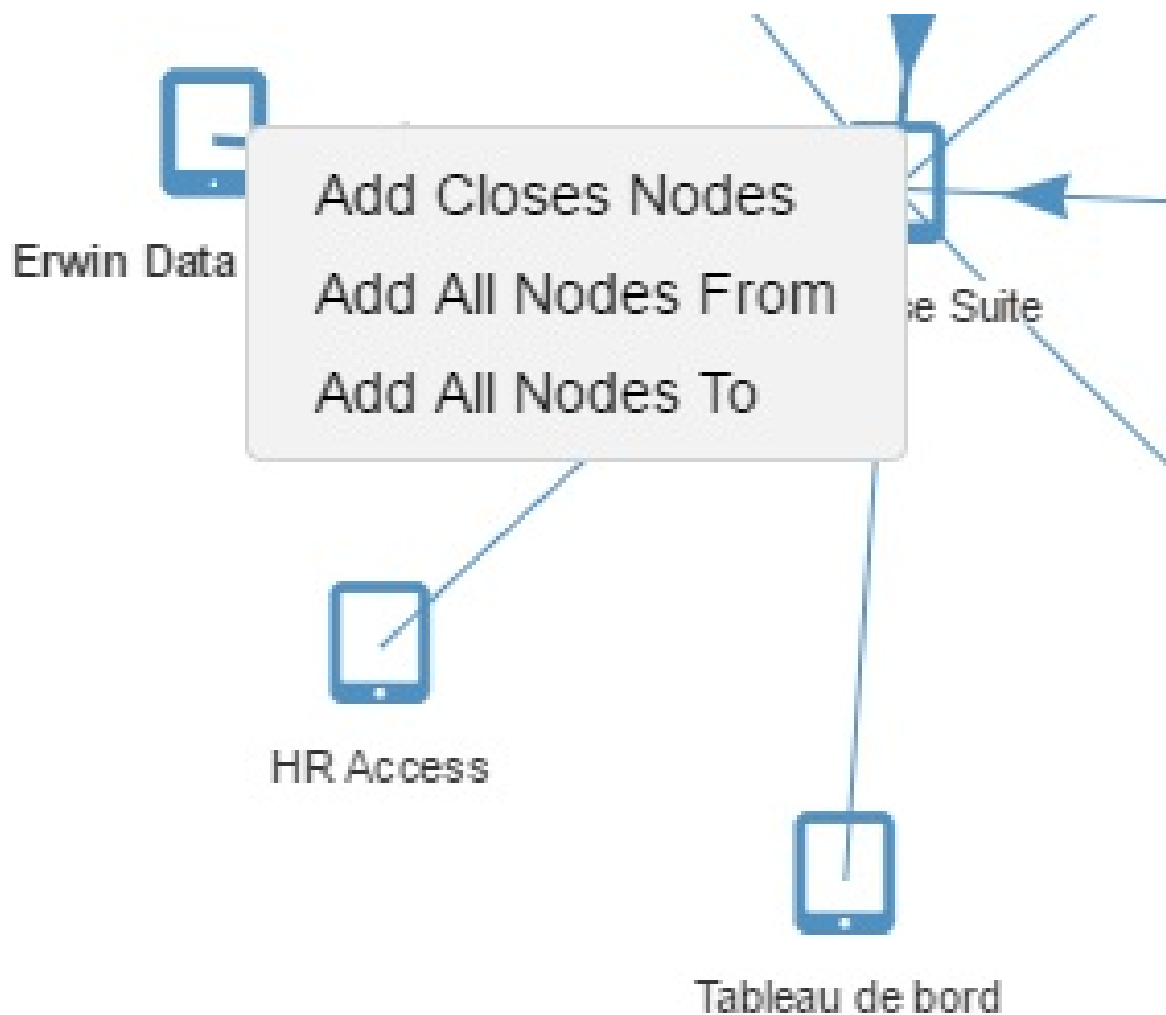 Add Closes Nodes
Erwin Data
Add All Nodes From
Suite
Add All Nodes To
HR Access
Tableau de bord